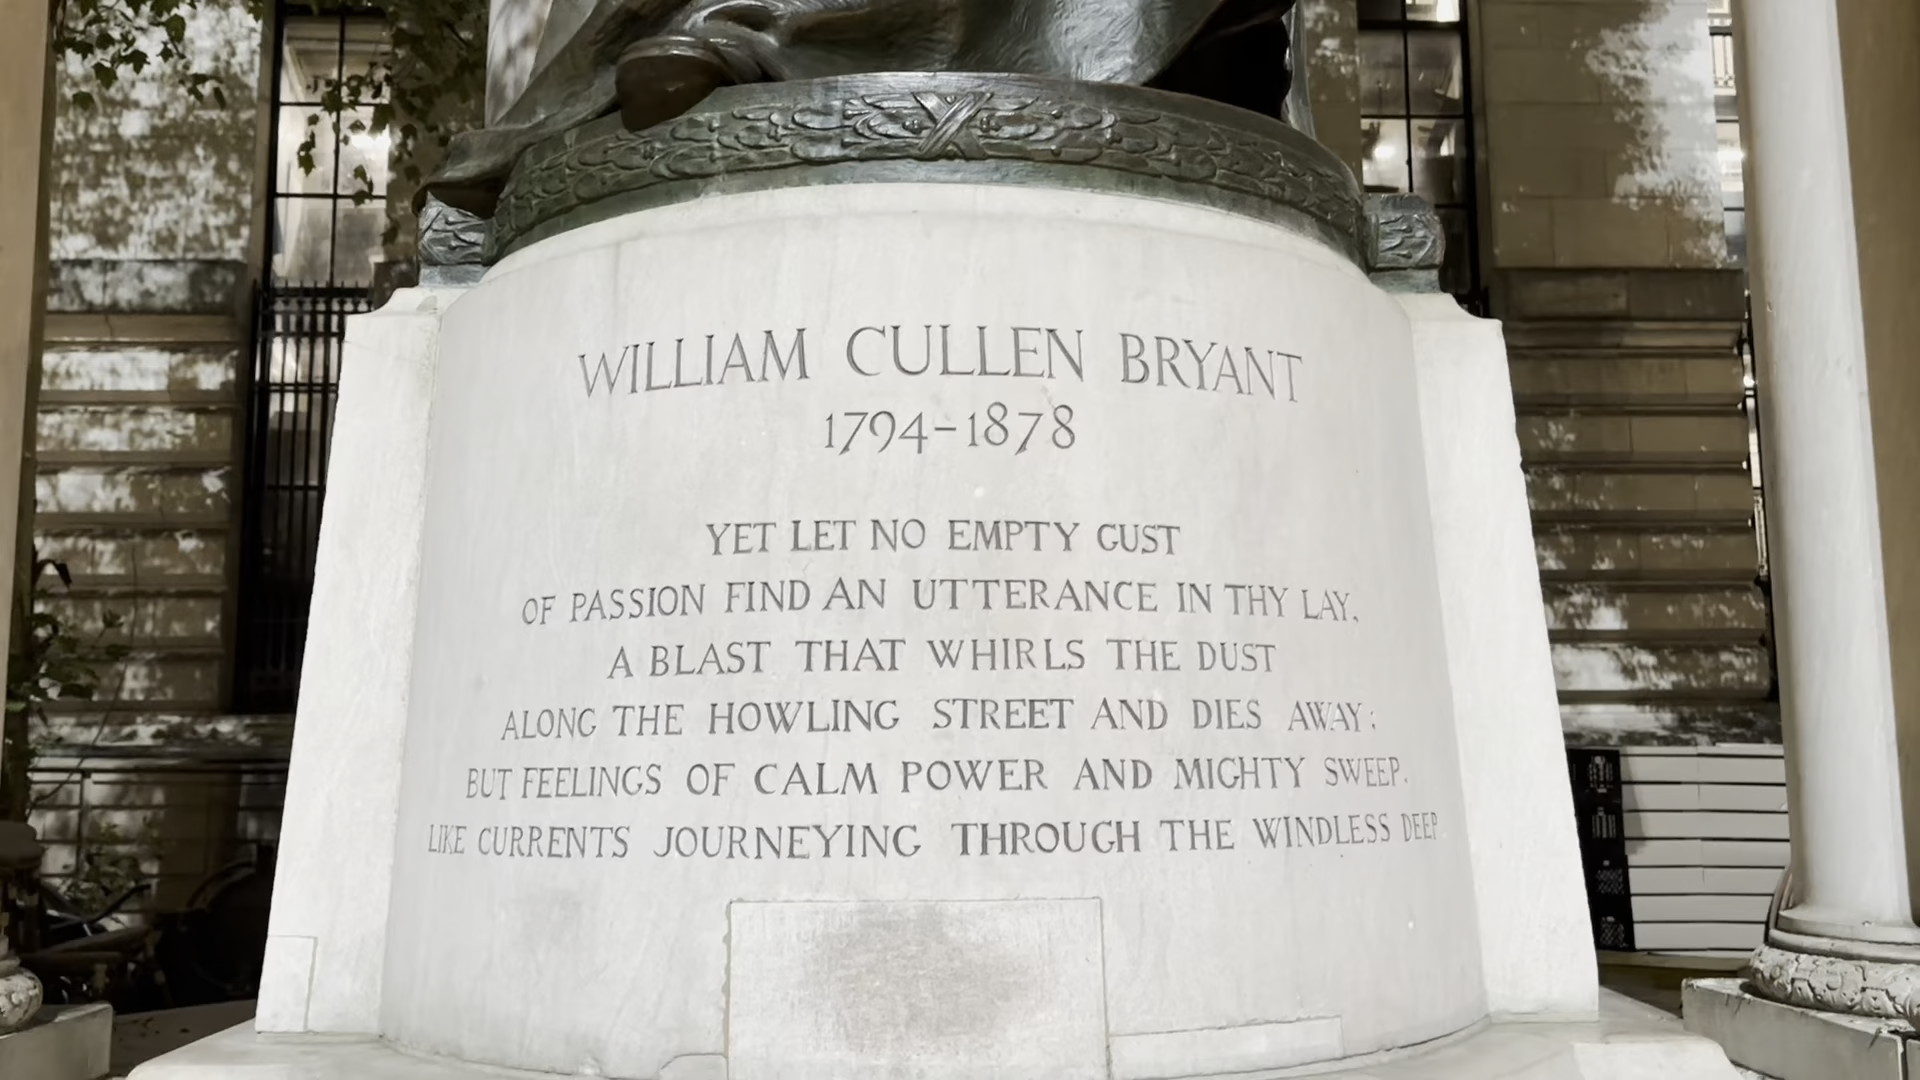 WILLIAM CULLEN BRYANT
1794-1878
YET LET NO EMPTY GUST
OF PASSION FIND AN UTTERANCE IN THY LAY,
A BLAST THAT WHIRLS THE DUST
ALONG THE HOWLING STREET AND DIES AWAY;
BUT FEELINGS OF CALM POWER AND MIGHTY SWEEP,
LIKE CURRENTS JOURNEYING THROUGH THE WINDLESS DEEP.